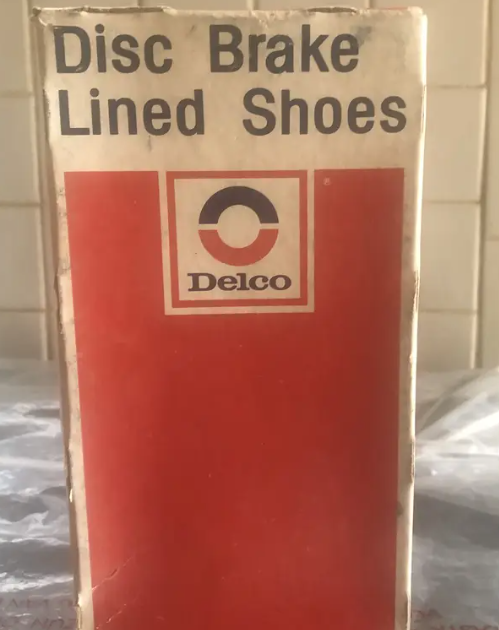 Disc Brake
Lined Shoes
Delco